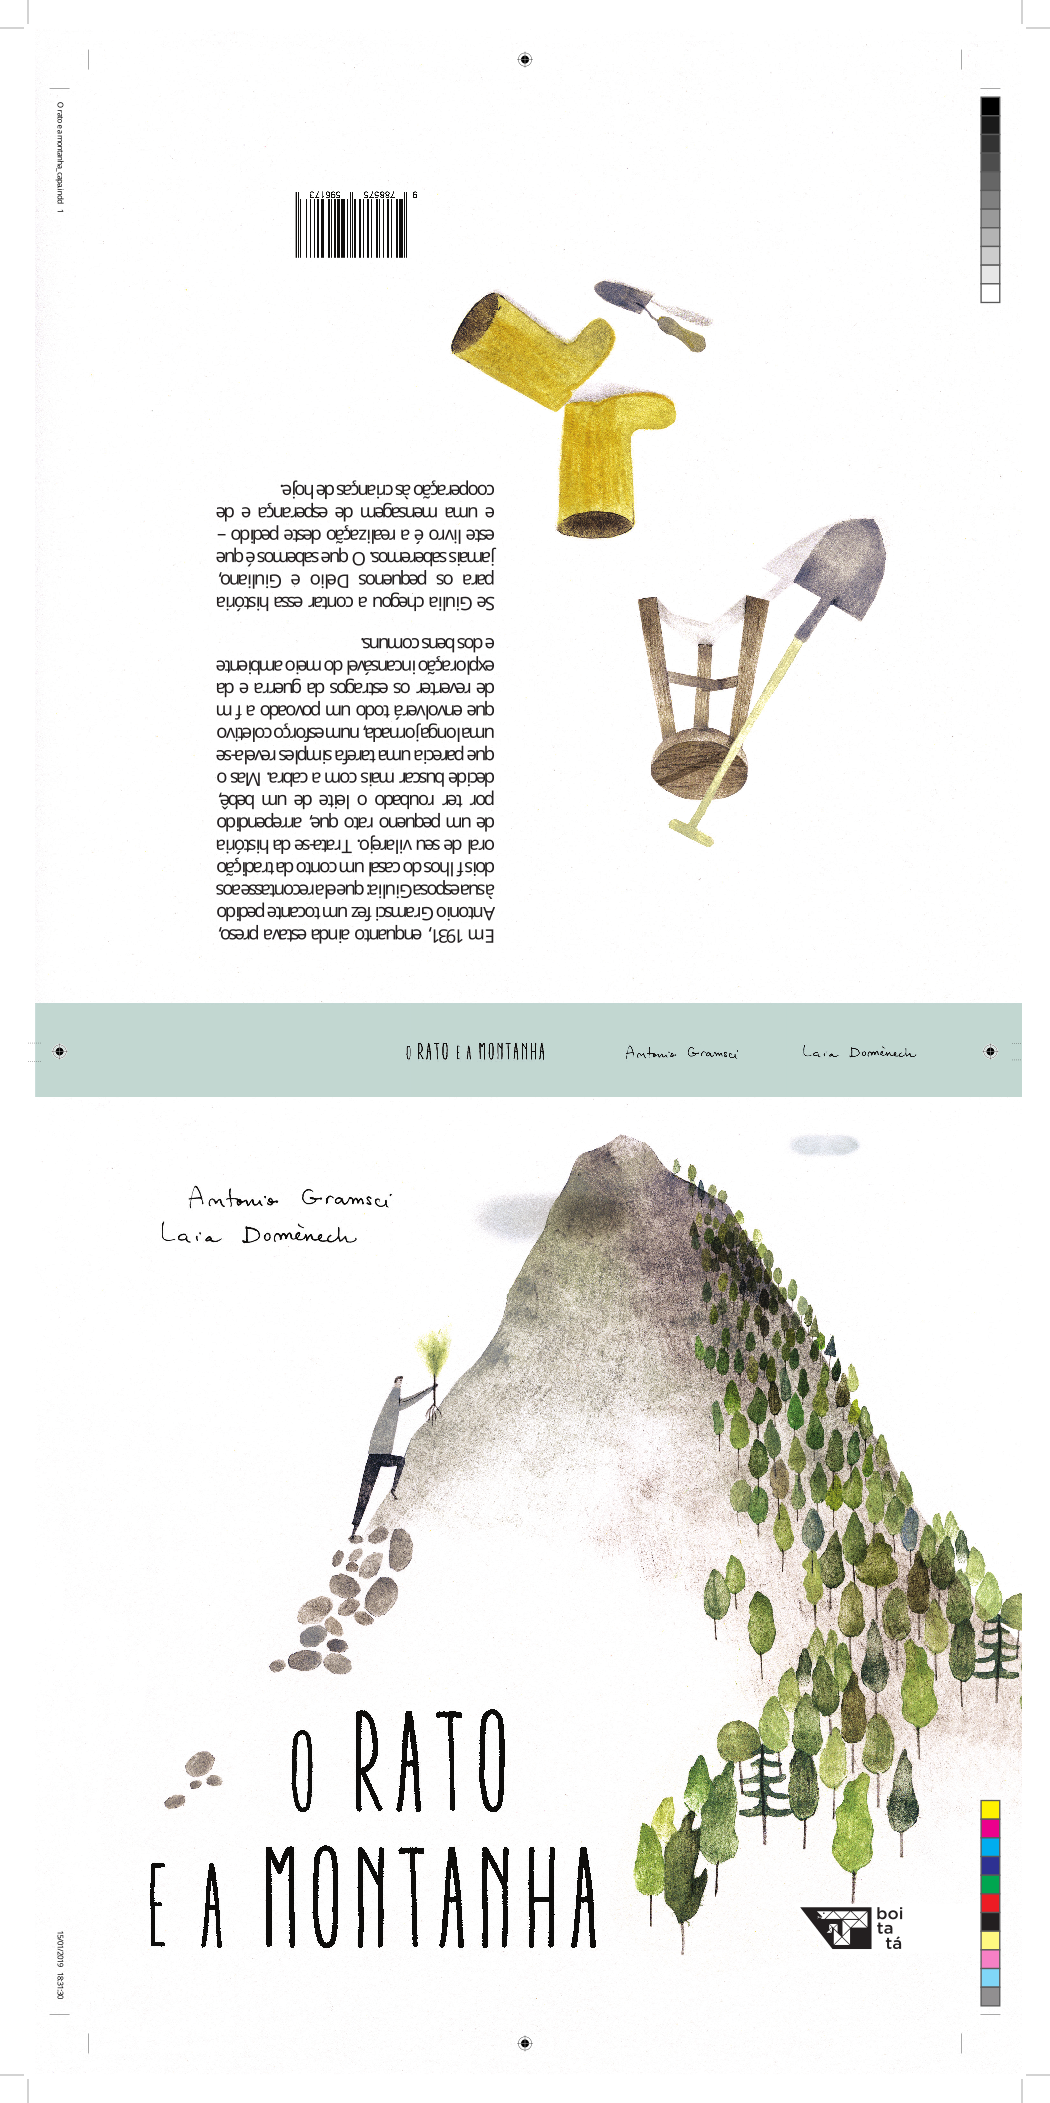 O rato e a montanha_capa.indd   1
9 788575 596173
Em 1931, enquanto ainda estava preso,
Antonio Gramsci fez um tocante pedido
à sua esposa Giulia: que ela recontasse aos
dois f lhos do casal um conto da tradição
oral de seu vilarejo. Trata-se da história
de um pequeno rato que, arrependido
por ter roubado o leite de um bebê,
decide buscar mais com a cabra. Mas o
que parecia uma tarefa simples revela-se
uma longa jornada, num esforço coletivo
que envolverá todo um povoado a f m
de reverter os estragos da guerra e da
exploração incansável do meio ambiente
e dos bens comuns.
Se Giulia chegou a contar essa história
para os pequenos Delio e Giuliano,
jamais saberemos. O que sabemos é que
este livro é a realização deste pedido –
e uma mensagem de esperança e de
cooperação às crianças de hoje.
O RATO E A MONTANHA Antonio Gramsci Laia Domènech
Antonio Gramsci
Laia Domènech
O RATO
E A MONTANHA
boi
ta
tá
15/01/2019   18:31:30